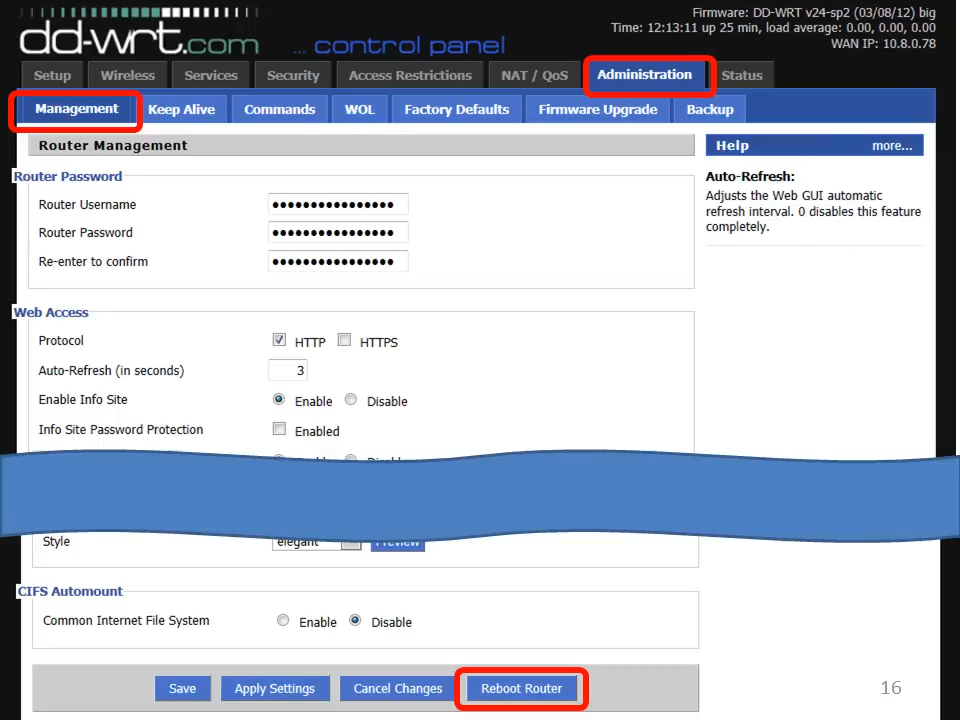 Firmware: DD-WRT v24-sp2 (03/08/12) big
Time: 12:13:11 up 25 min, load average: 0.00, 0.00, 0.00
WAN IP: 10.8.0.78
dd-wrt.com ... control panel
Setup Wireless Services Security Access Restrictions NAT / QoS Administration Status
Management Keep Alive Commands WOL Factory Defaults Firmware Upgrade Backup
Router Management
Router Password
Router Username ●●●●●●●●●●●●●●●●
Router Password ●●●●●●●●●●●●●●●●
Re-enter to confirm ●●●●●●●●●●●●●●●●
Web Access
Protocol HTTP HTTPS
Auto-Refresh (in seconds) 3
Enable Info Site Enable Disable
Info Site Password Protection Enabled
Style elegant Preview
CIFS Automount
Common Internet File System Enable Disable
Save Apply Settings Cancel Changes Reboot Router
Help more...
Auto-Refresh:
Adjusts the Web GUI automatic
refresh interval. 0 disables this feature
completely.
16